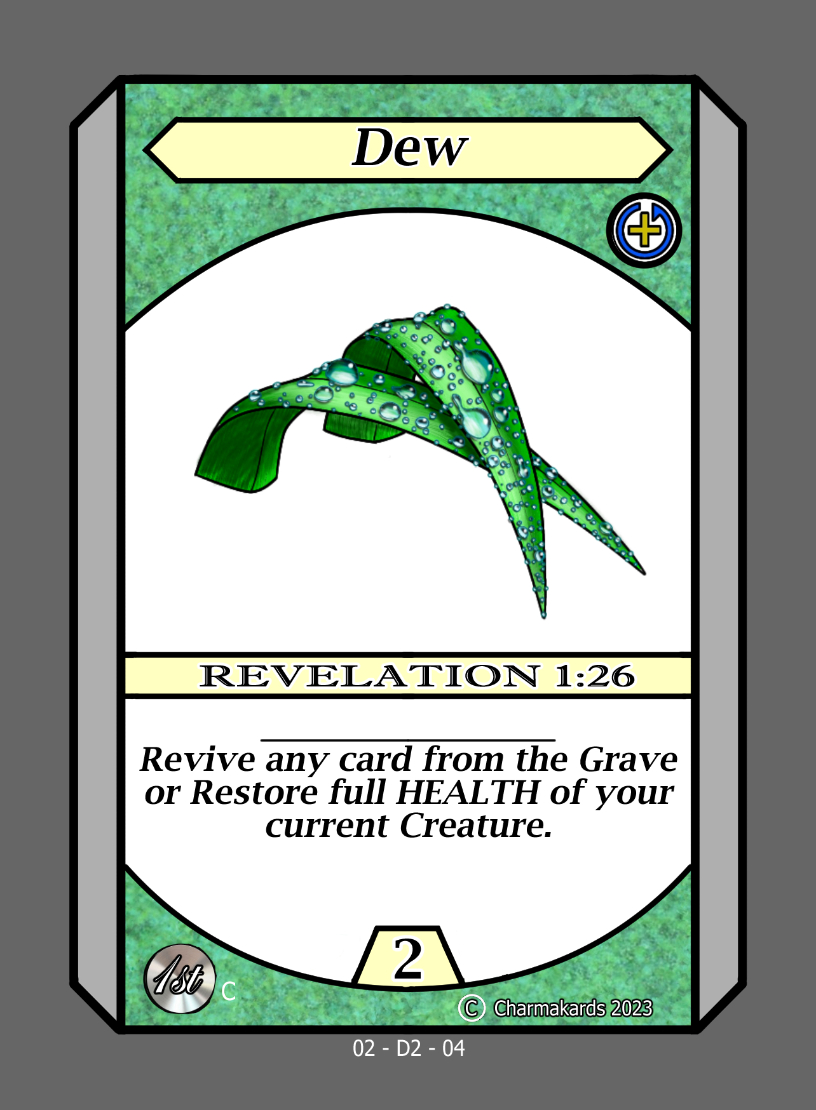 Dew
REVELATION 1:26
Revive any card from the Grave
or Restore full HEALTH of your
current Creature.
2
1st
C
© Charmakards 2023
02 - D2 - 04